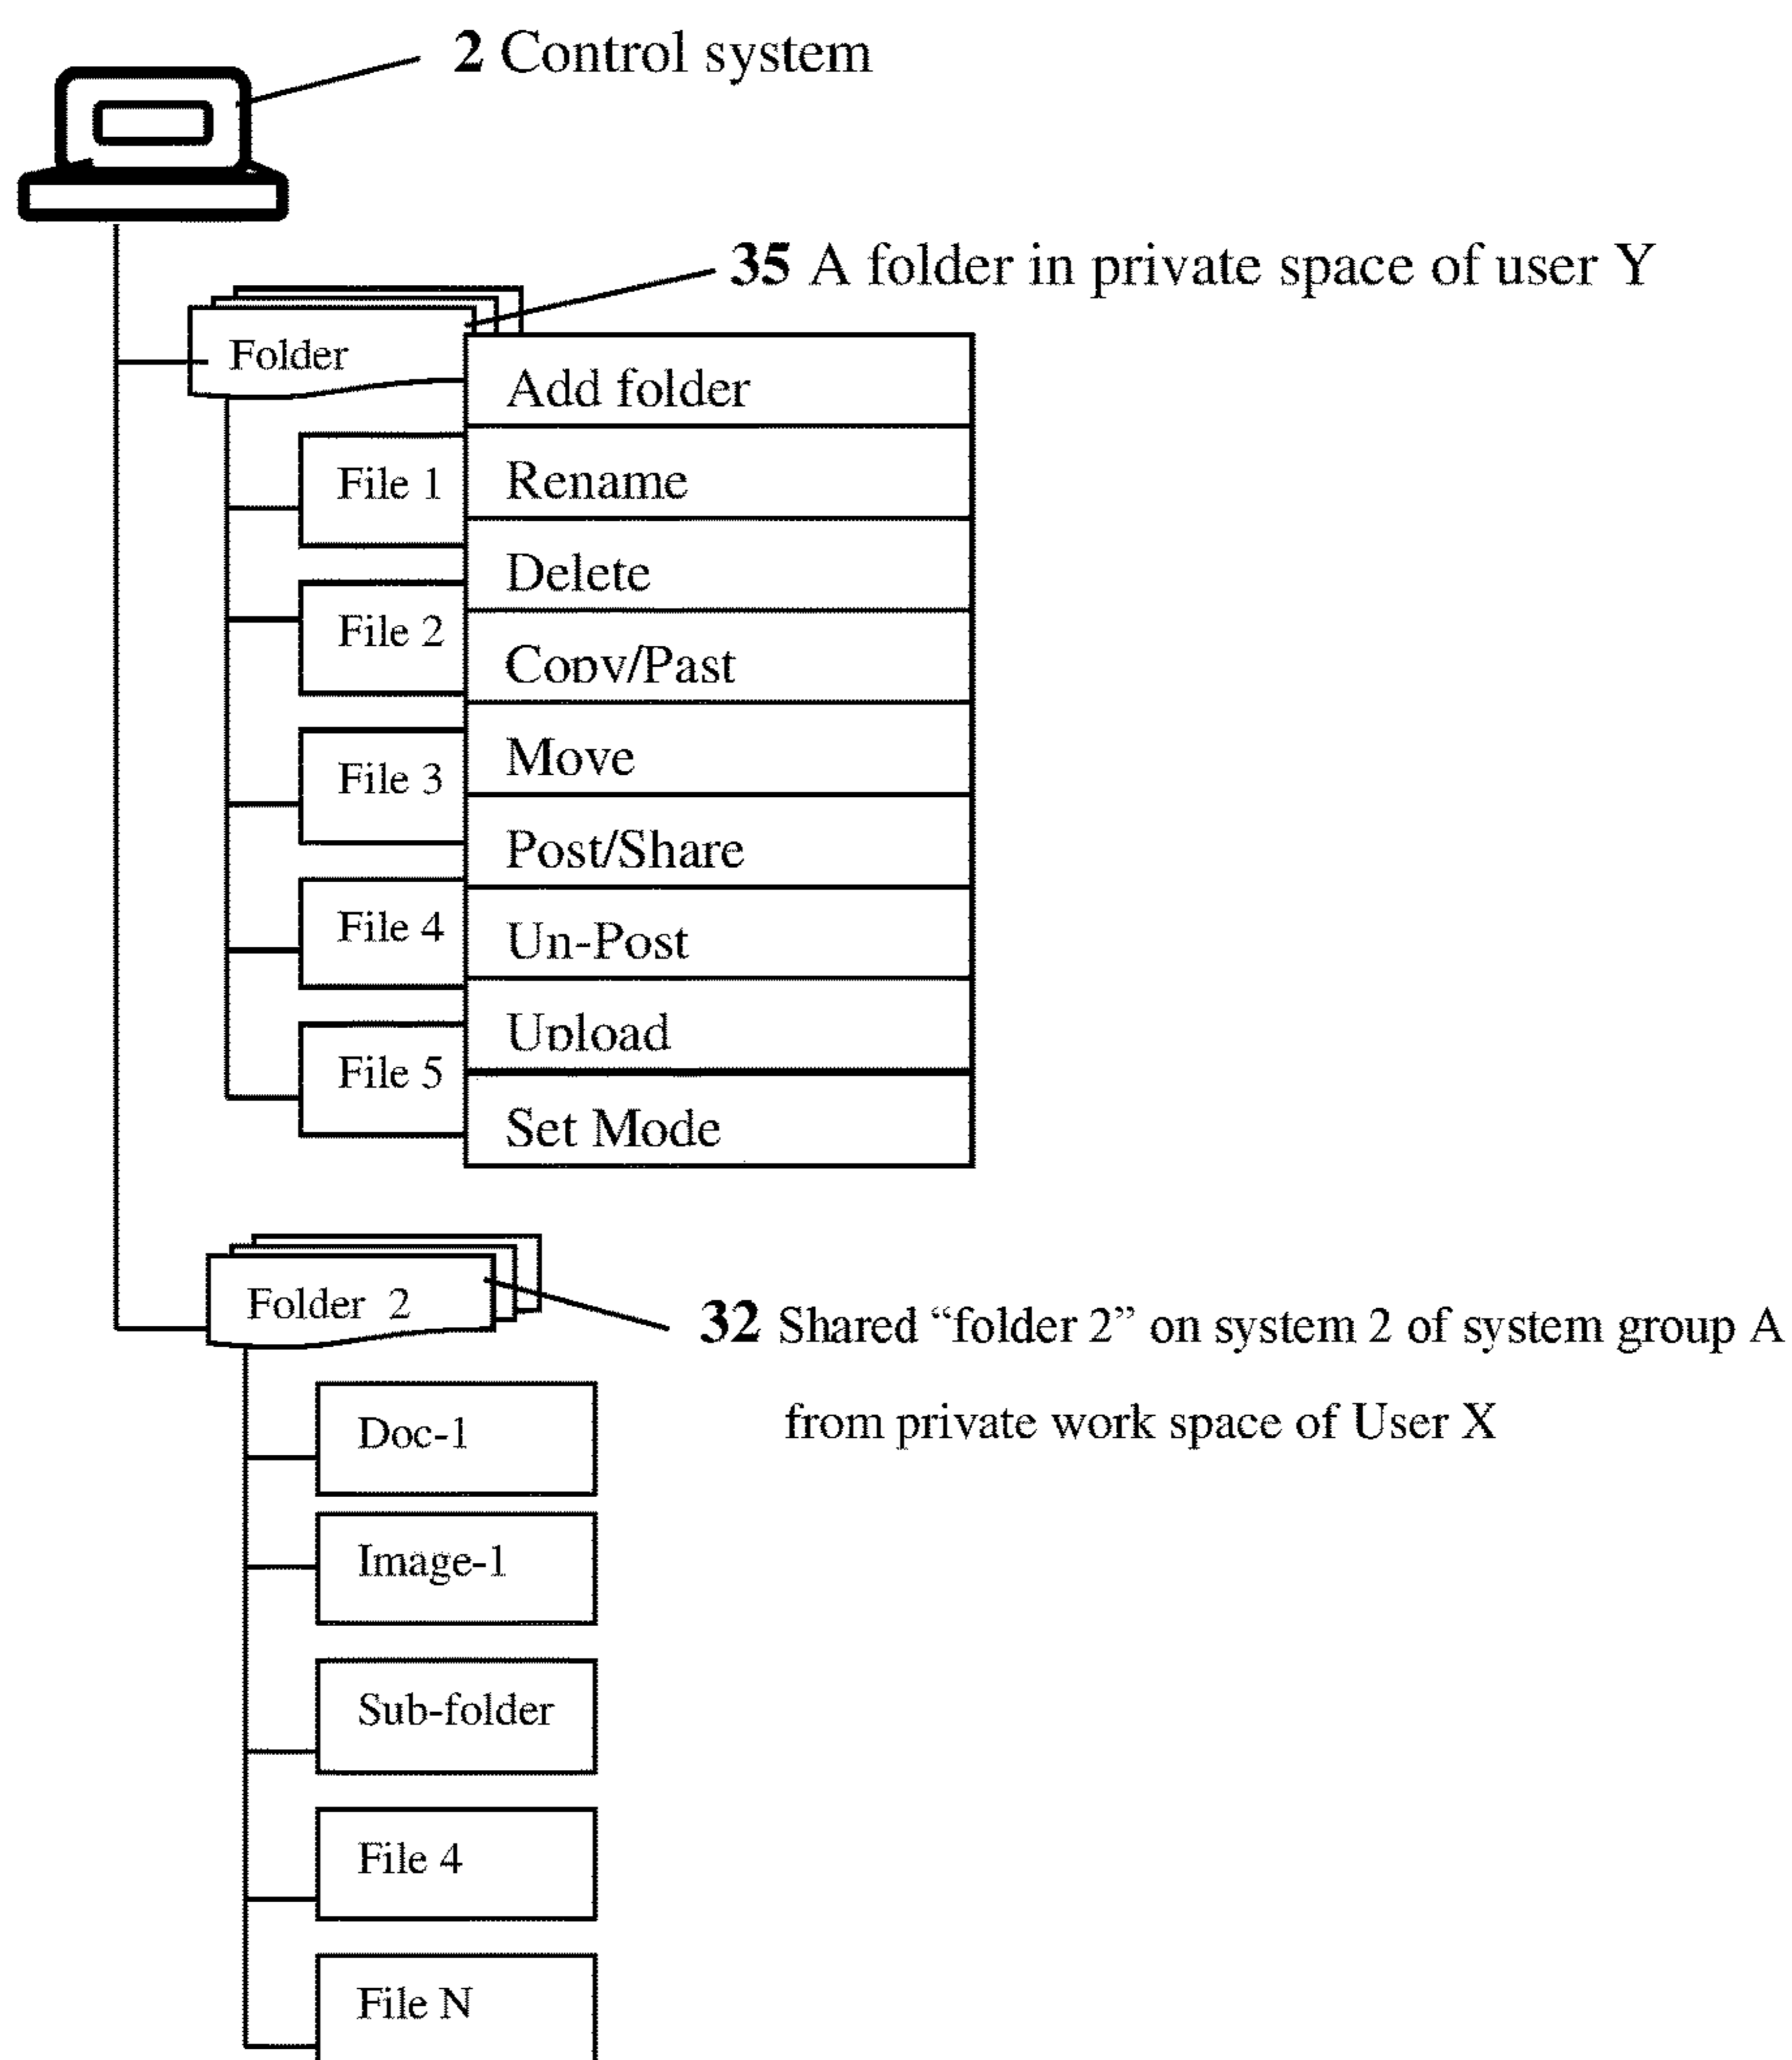 2 Control system
35 A folder in private space of user Y
Folder
Add folder
File 1
Rename
Delete
File 2
Copy/Past
Move
File 3
Post/Share
File 4
Un-Post
Upload
File 5
Set Mode
Folder 2
32 Shared “folder 2” on system 2 of system group A
from private work space of User X
Doc-1
Image-1
Sub-folder
File 4
File N